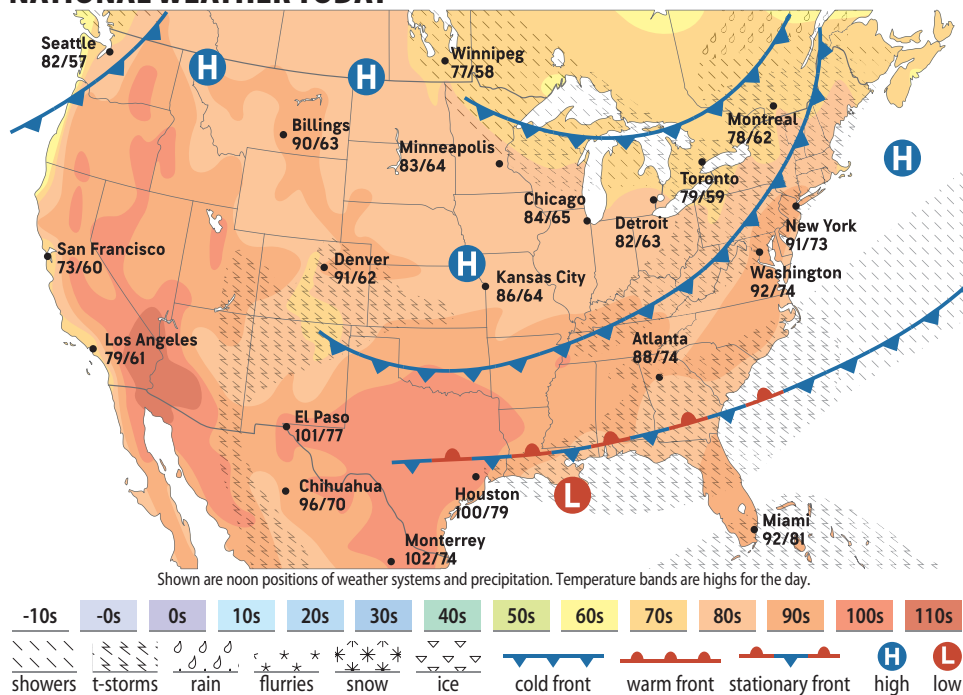 NATIONAL WEATHER TODAY
Seattle
82/57
H
H
Winnipeg
77/58
Billings
90/63
Minneapolis
83/64
Montreal
78/62
H
Toronto
79/59
Chicago
84/65
Detroit
82/63
New York
91/73
San Francisco
73/60
Denver
91/62
H
Kansas City
86/64
Washington
92/74
Los Angeles
79/61
Atlanta
88/74
El Paso
101/77
Chihuahua
96/70
Houston
100/79
L
Miami
92/81
Monterrey
102/74
Shown are noon positions of weather systems and precipitation. Temperature bands are highs for the day.
-10s -0s 0s 10s 20s 30s 40s 50s 60s 70s 80s 90s 100s 110s
H L
showers t-storms rain flurries snow ice cold front warm front stationary front high low